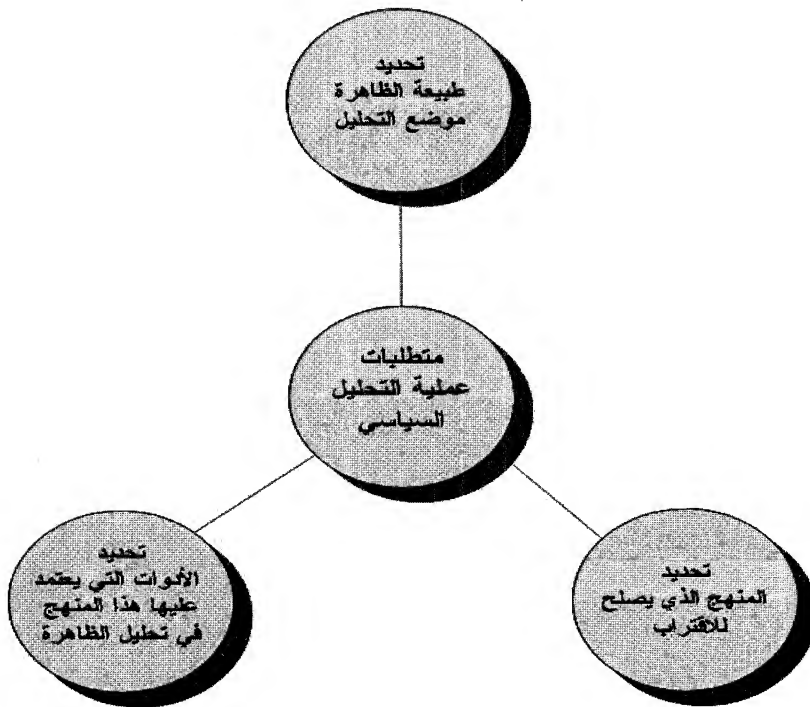 تحديد
طبيعة الظاهرة
موضع التحليل
متطلبات
عملية التحليل
السياسي
تحديد
المنهج الذي يصلح
للاقتراب
تحديد
الأدوات التي يعتمد
عليها هذا المنهج
في تحليل الظاهرة